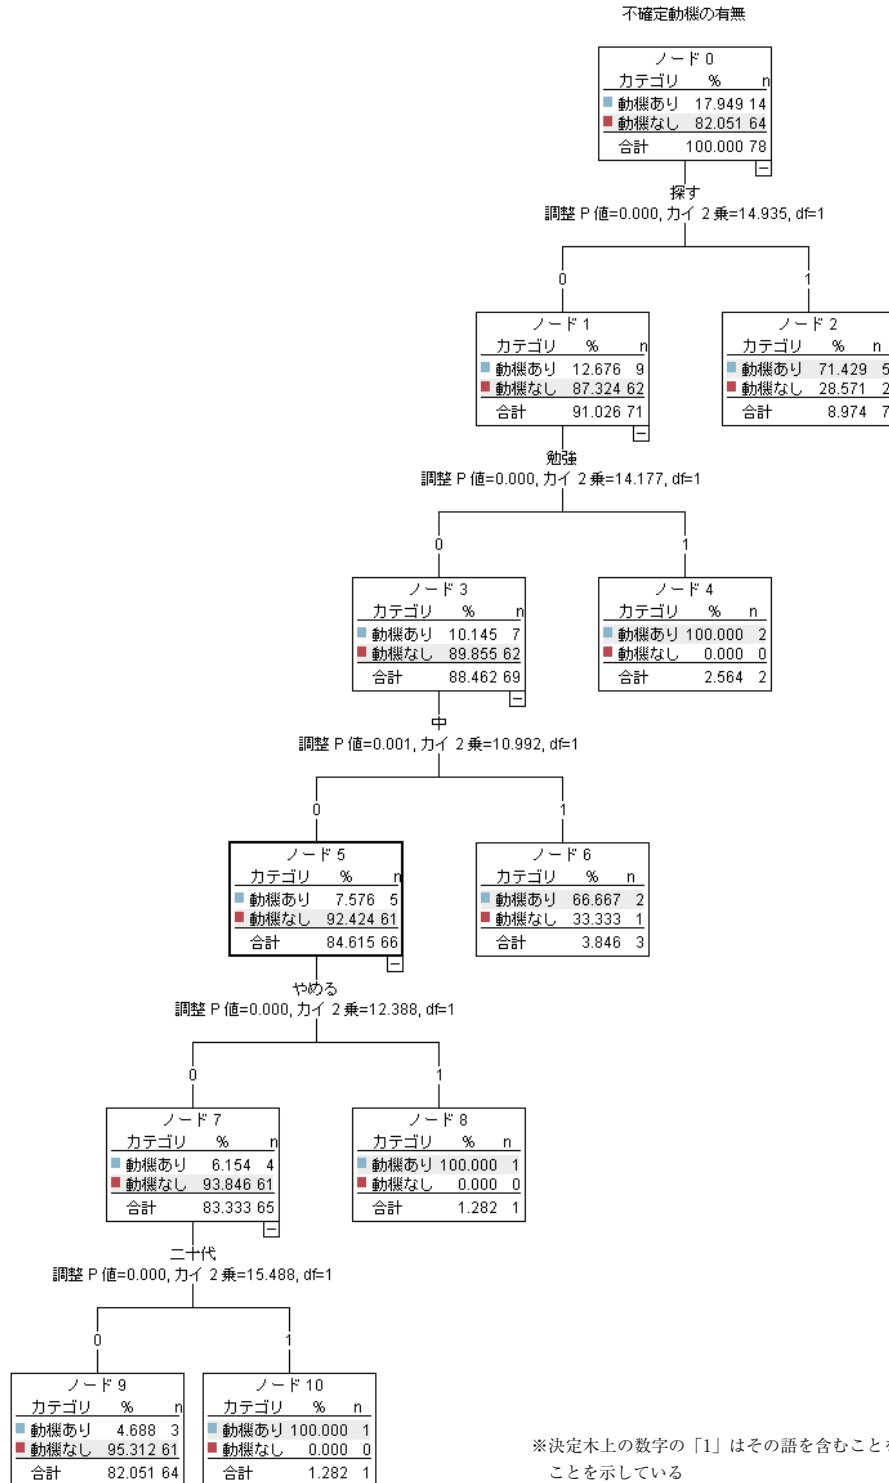 不確定動機の有無
ノード 0
カテゴリ % n
動機あり 17.949 14
動機なし 82.051 64
合計 100.000 78
探す
調整 P 値=0.000, カイ 2 乗=14.935, df=1
0 1
ノード 1
カテゴリ % n
動機あり 12.676 9
動機なし 87.324 62
合計 91.026 71
ノード 2
カテゴリ % n
動機あり 71.429 5
動機なし 28.571 2
合計 8.974 7
勉強
調整 P 値=0.000, カイ 2 乗=14.177, df=1
0 1
ノード 3
カテゴリ % n
動機あり 10.145 7
動機なし 89.855 62
合計 88.462 69
ノード 4
カテゴリ % n
動機あり 100.000 2
動機なし 0.000 0
合計 2.564 2
中
調整 P 値=0.001, カイ 2 乗=10.992, df=1
0 1
ノード 5
カテゴリ % n
動機あり 7.576 5
動機なし 92.424 61
合計 84.615 66
ノード 6
カテゴリ % n
動機あり 66.667 2
動機なし 33.333 1
合計 3.846 3
やめる
調整 P 値=0.000, カイ 2 乗=12.388, df=1
0 1
ノード 7
カテゴリ % n
動機あり 6.154 4
動機なし 93.846 61
合計 83.333 65
ノード 8
カテゴリ % n
動機あり 100.000 1
動機なし 0.000 0
合計 1.282 1
二十代
調整 P 値=0.000, カイ 2 乗=15.488, df=1
0 1
ノード 9
カテゴリ % n
動機あり 4.688 3
動機なし 95.312 61
合計 82.051 64
ノード 10
カテゴリ % n
動機あり 100.000 1
動機なし 0.000 0
合計 1.282 1
※決定木上の数字の「1」はその語を含むことを
ことを示している